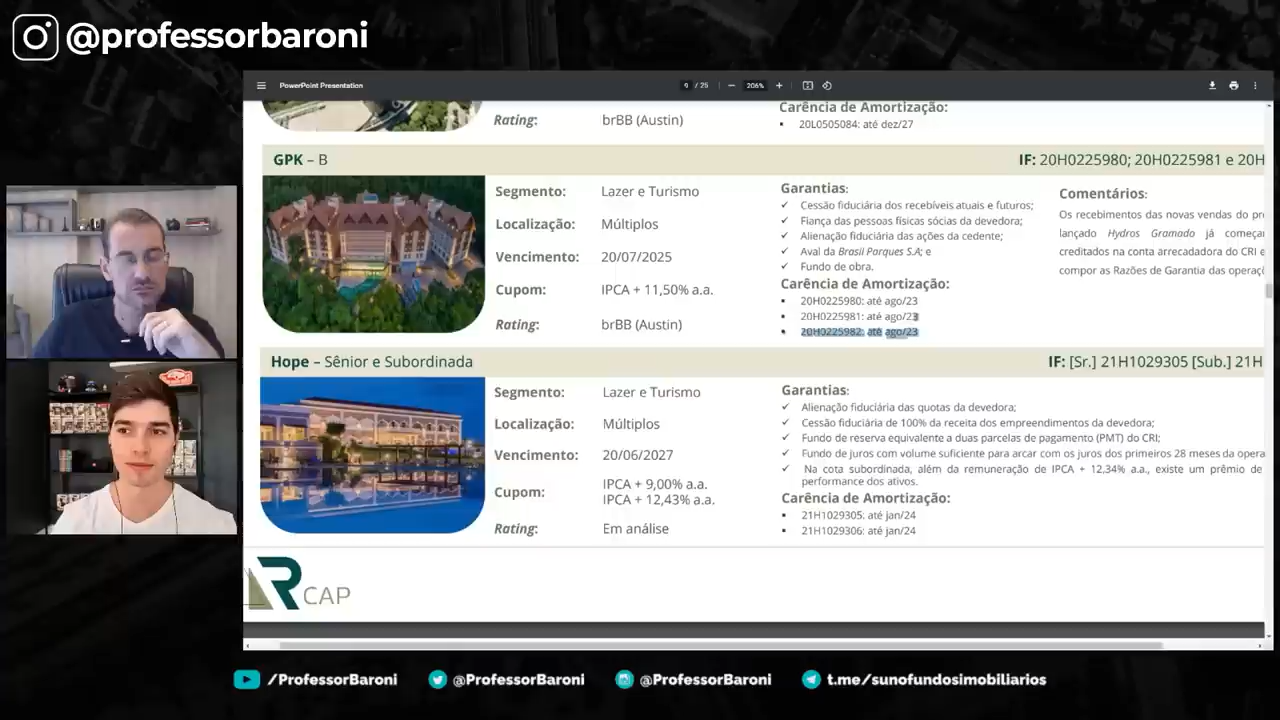 @professorbaroni
PowerPoint Presentation
9 / 25
206%
Rating: brBB (Austin)
Carência de Amortização:
20L0505084: até dez/27
GPK – B
IF: 20H0225980; 20H0225981 e 20H
Segmento: Lazer e Turismo
Localização: Múltiplos
Vencimento: 20/07/2025
Cupom: IPCA + 11,50% a.a.
Rating: brBB (Austin)
Garantias:
✓ Cessão fiduciária dos recebíveis atuais e futuros;
✓ Fiança das pessoas físicas sócias da devedora;
✓ Alienação fiduciária das ações da cedente;
✓ Aval da Brasil Parques S.A; e
✓ Fundo de obra.
Carência de Amortização:
20H0225980: até ago/23
20H0225981: até ago/23
20H0225982: até ago/23
Comentários:
Os recebimentos das novas vendas do pr
lançado Hydros Gramado já começar
creditados na conta arrecadadora do CRI e
compor as Razões de Garantia das operaç
Hope – Sênior e Subordinada
IF: [Sr.] 21H1029305 [Sub.] 21H
Segmento: Lazer e Turismo
Localização: Múltiplos
Vencimento: 20/06/2027
Cupom: IPCA + 9,00% a.a.
IPCA + 12,43% a.a.
Rating: Em análise
Garantias:
✓ Alienação fiduciária das quotas da devedora;
✓ Cessão fiduciária de 100% da receita dos empreendimentos da devedora;
✓ Fundo de reserva equivalente a duas parcelas de pagamento (PMT) do CRI;
✓ Fundo de juros com volume suficiente para arcar com os juros dos primeiros 28 meses da opera
✓ Na cota subordinada, além da remuneração de IPCA + 12,34% a.a., existe um prêmio de
performance dos ativos.
Carência de Amortização:
21H1029305: até jan/24
21H1029306: até jan/24
R CAP
/ProfessorBaroni
@ProfessorBaroni
@ProfessorBaroni
t.me/sunofundosimobiliarios